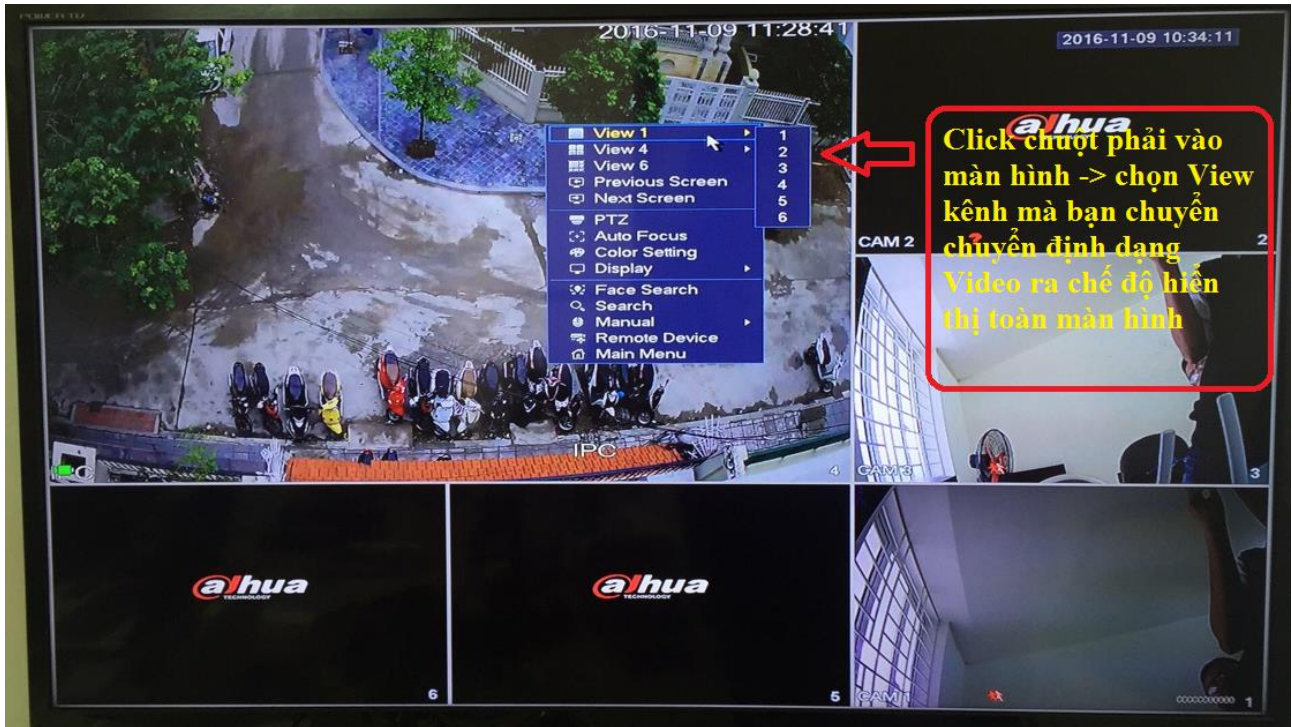 2016-11-09 11:28:41
2016-11-09 10:34:11
View 1
View 4
View 6
Previous Screen
Next Screen
PTZ
Auto Focus
Color Setting
Display
Face Search
Search
Manual
Remote Device
Main Menu
1
2
3
4
5
6
alhua
Click chuột phải vào
màn hình -> chọn View
kênh mà bạn chuyển
chuyển định dạng
Video ra chế độ hiển
thị toàn màn hình
CAM 2
2
IPC
4
CAM 3
3
alhua
TECHNOLOGY
6
alhua
TECHNOLOGY
5
CAM 1
1